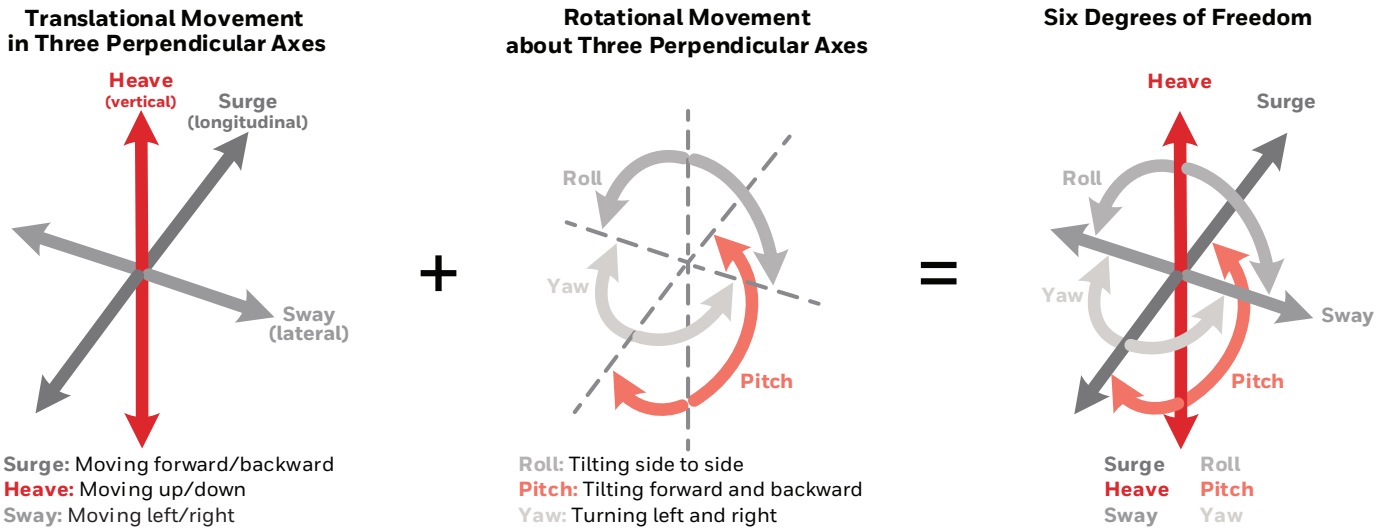 Translational Movement
in Three Perpendicular Axes
Heave
(vertical)
Surge
(longitudinal)
Sway
(lateral)
Surge: Moving forward/backward
Heave: Moving up/down
Sway: Moving left/right
+
Rotational Movement
about Three Perpendicular Axes
Roll
Yaw
Pitch
Roll: Tilting side to side
Pitch: Tilting forward and backward
Yaw: Turning left and right
=
Six Degrees of Freedom
Heave
Surge
Roll
Yaw
Sway
Pitch
Surge Roll
Heave Pitch
Sway Yaw